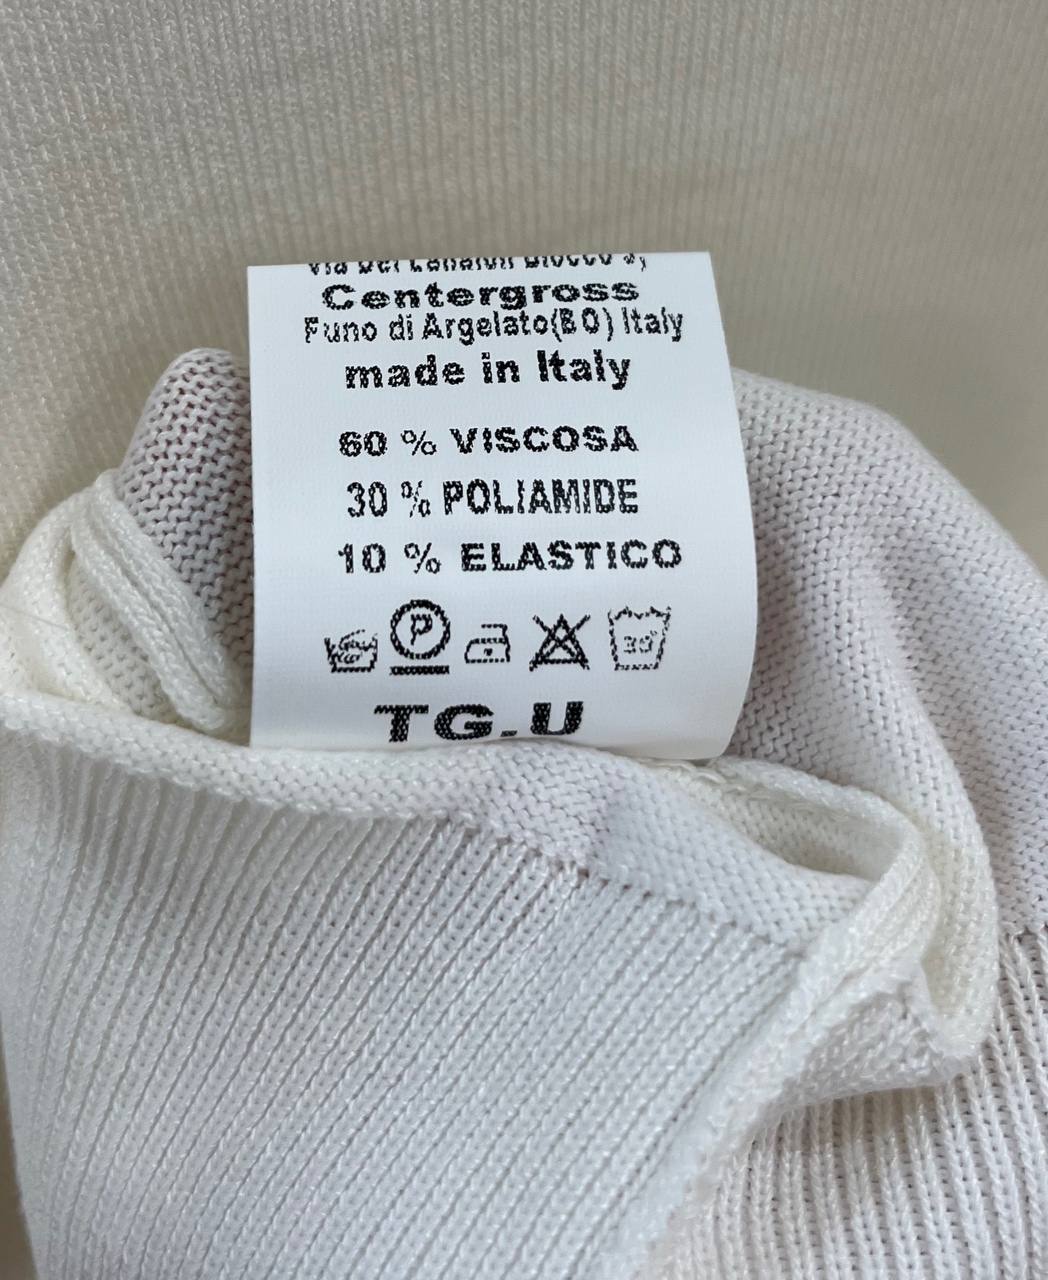 Centergross
Funo di Argelato(BO) Italy
made in Italy
60 % VISCOSA
30 % POLIAMIDE
10 % ELASTICO
P 30°
TG.U